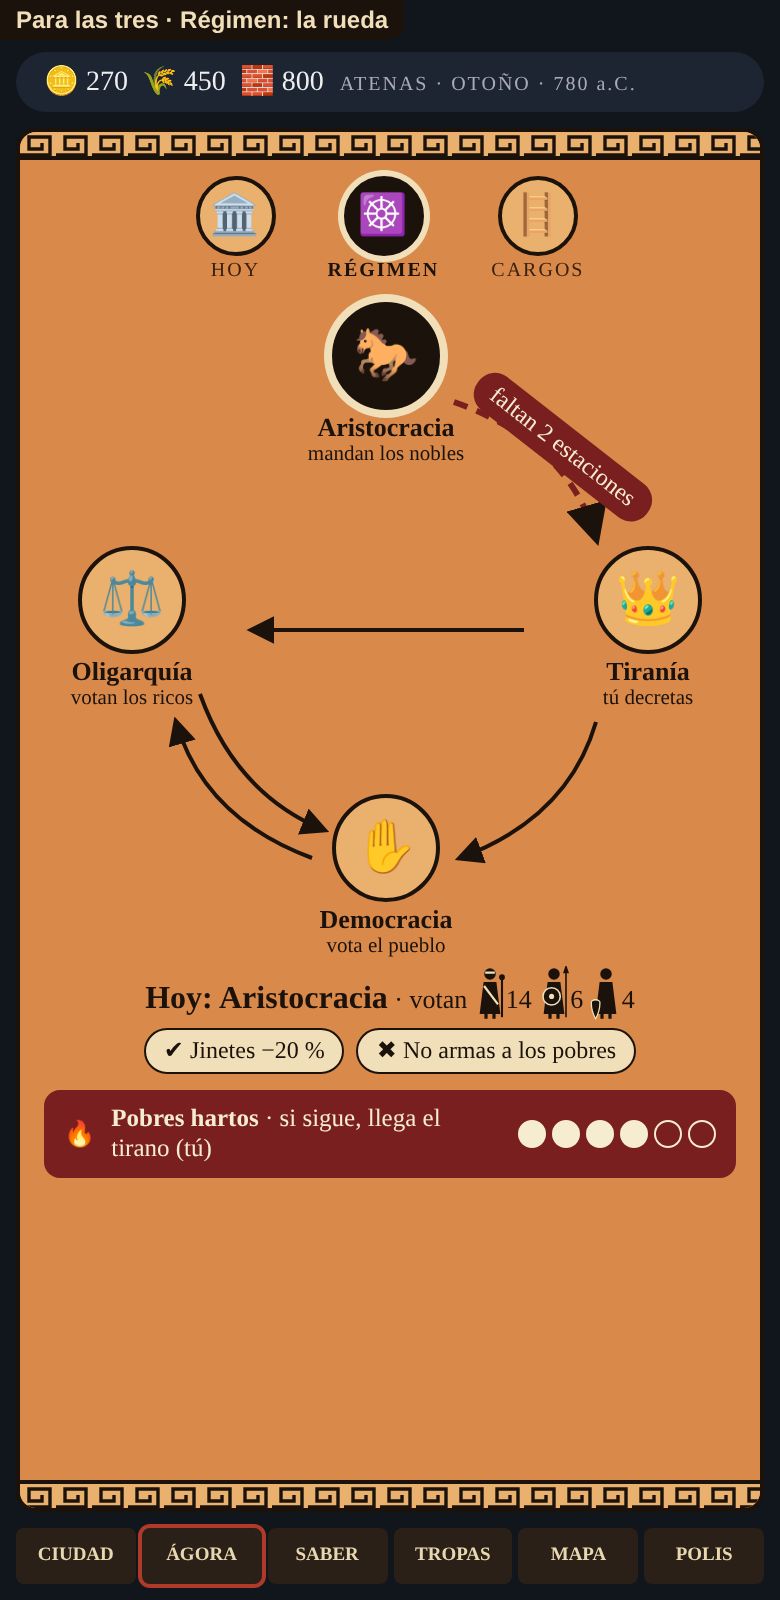 Para las tres · Régimen: la rueda
270 450 800 ATENAS · OTOÑO · 780 a.C.
HOY RÉGIMEN CARGOS
Aristocracia
mandan los nobles
faltan 2 estaciones
Oligarquía
votan los ricos
Tiranía
tú decretas
Democracia
vota el pueblo
Hoy: Aristocracia · votan 14 6 4
✔ Jinetes −20 % ✖ No armas a los pobres
Pobres hartos · si sigue, llega el
tirano (tú)
CIUDAD ÁGORA SABER TROPAS MAPA POLIS